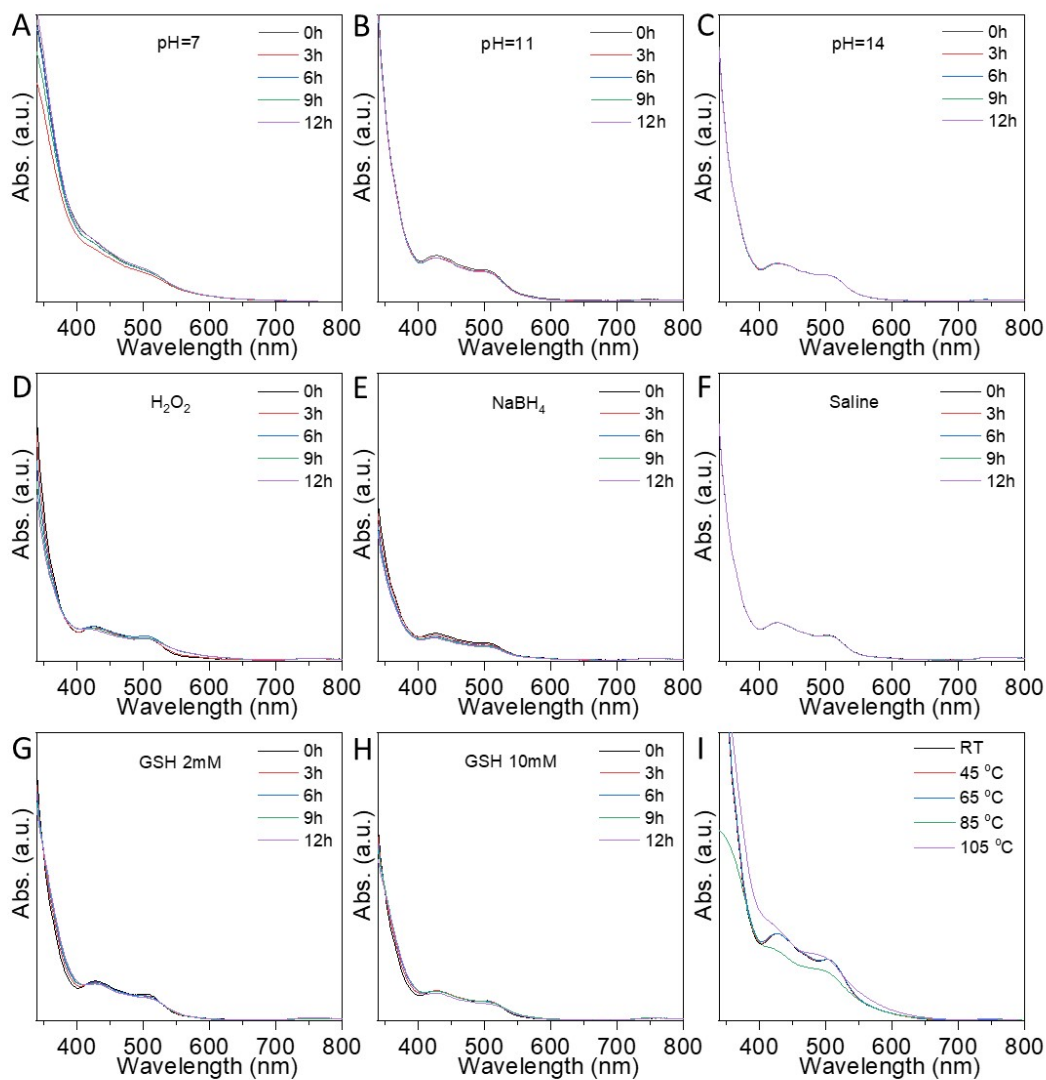 A
pH=7
0h
3h
6h
9h
12h
Abs. (a.u.)
400 500 600 700 800
Wavelength (nm)
B
pH=11
0h
3h
6h
9h
12h
Abs. (a.u.)
400 500 600 700 800
Wavelength (nm)
C
pH=14
0h
3h
6h
9h
12h
Abs. (a.u.)
400 500 600 700 800
Wavelength (nm)
D
H₂O₂
0h
3h
6h
9h
12h
Abs. (a.u.)
400 500 600 700 800
Wavelength (nm)
E
NaBH₄
0h
3h
6h
9h
12h
Abs. (a.u.)
400 500 600 700 800
Wavelength (nm)
F
Saline
0h
3h
6h
9h
12h
Abs. (a.u.)
400 500 600 700 800
Wavelength (nm)
G
GSH 2mM
0h
3h
6h
9h
12h
Abs. (a.u.)
400 500 600 700 800
Wavelength (nm)
H
GSH 10mM
0h
3h
6h
9h
12h
Abs. (a.u.)
400 500 600 700 800
Wavelength (nm)
I
RT
45 ⁰C
65 ⁰C
85 ⁰C
105 ⁰C
Abs. (a.u.)
400 500 600 700 800
Wavelength (nm)